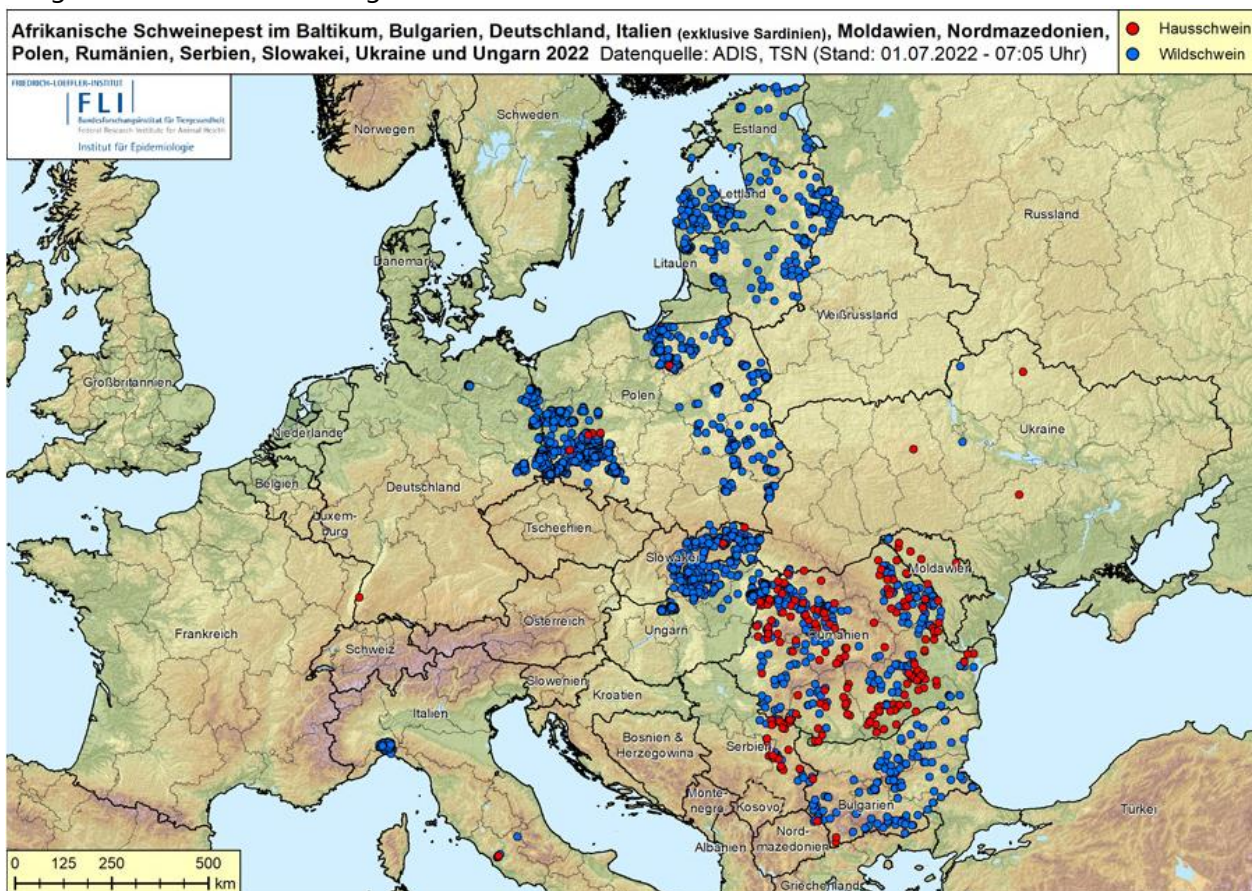 Afrikanische Schweinepest im Baltikum, Bulgarien, Deutschland, Italien (exklusive Sardinien), Moldawien, Nordmazedonien,
Polen, Rumänien, Serbien, Slowakei, Ukraine und Ungarn 2022 Datenquelle: ADIS, TSN (Stand: 01.07.2022 - 07:05 Uhr)
Hausschwein
Wildschwein
FRIEDRICH-LOEFFLER-INSTITUT
FLI
Bundesforschungsinstitut für Tiergesundheit
Federal Research Institute for Animal Health
Institut für Epidemiologie
Norwegen
Schweden
Estland
Lettland
Russland
Dänemark
Litauen
Weißrussland
Großbritannien
Niederlande
Polen
Ukraine
Belgien
Deutschland
Luxem-
burg
Tschechien
Slowakei
Moldawien
Frankreich
Österreich
Ungarn
Rumänien
Schweiz
Slowenien
Kroatien
Italien
Bosnien &
Herzegowina
Serbien
Monte-
negro
Kosovo
Bulgarien
Türkei
Albanien
Nord-
mazedonien
Griechenland
0 125 250 500
km